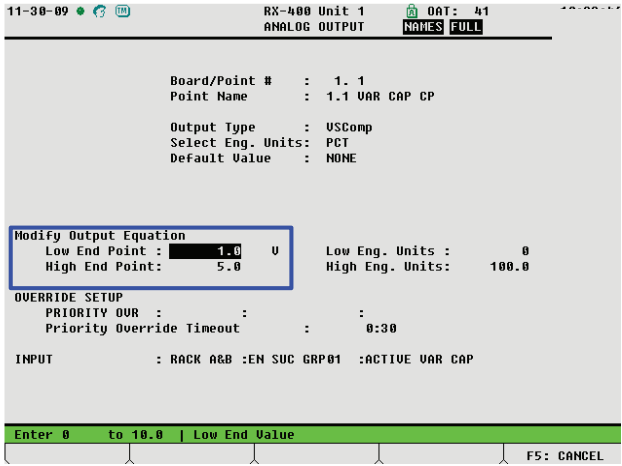 11-30-09 TM RX-400 Unit 1 OAT: 41
ANALOG OUTPUT NAMES FULL
Board/Point # : 1. 1
Point Name : 1.1 VAR CAP CP
Output Type : VSComp
Select Eng. Units: PCT
Default Value : NONE
Modify Output Equation
Low End Point : 1.0 V Low Eng. Units : 0
High End Point: 5.0 High Eng. Units: 100.0
OVERRIDE SETUP
PRIORITY OVR : : :
Priority Override Timeout : 0:30
INPUT : RACK A&B :EN SUC GRP01 :ACTIVE VAR CAP
Enter 0 to 10.0 | Low End Value
F5: CANCEL